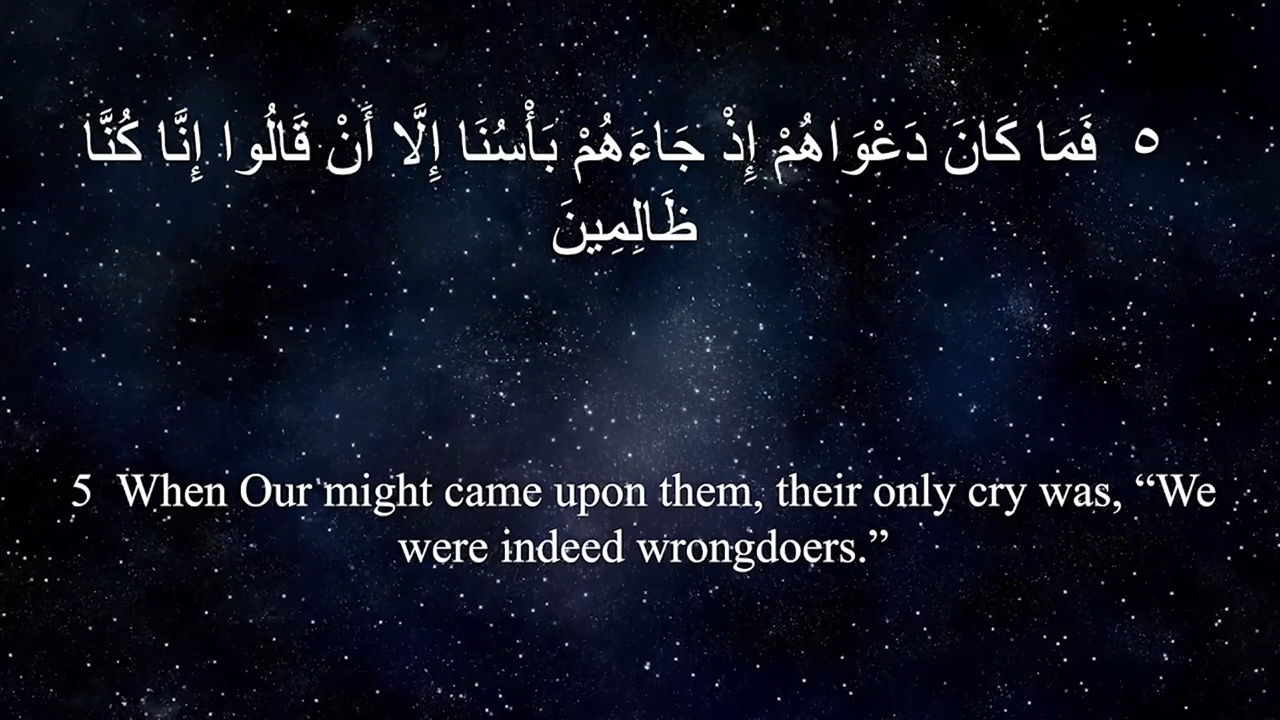 ٥  فَمَا كَانَ دَعْوَاهُمْ إِذْ جَاءَهُمْ بَأْسُنَا إِلَّا أَنْ قَالُوا إِنَّا كُنَّا
ظَالِمِينَ
5  When Our might came upon them, their only cry was, “We
were indeed wrongdoers.”